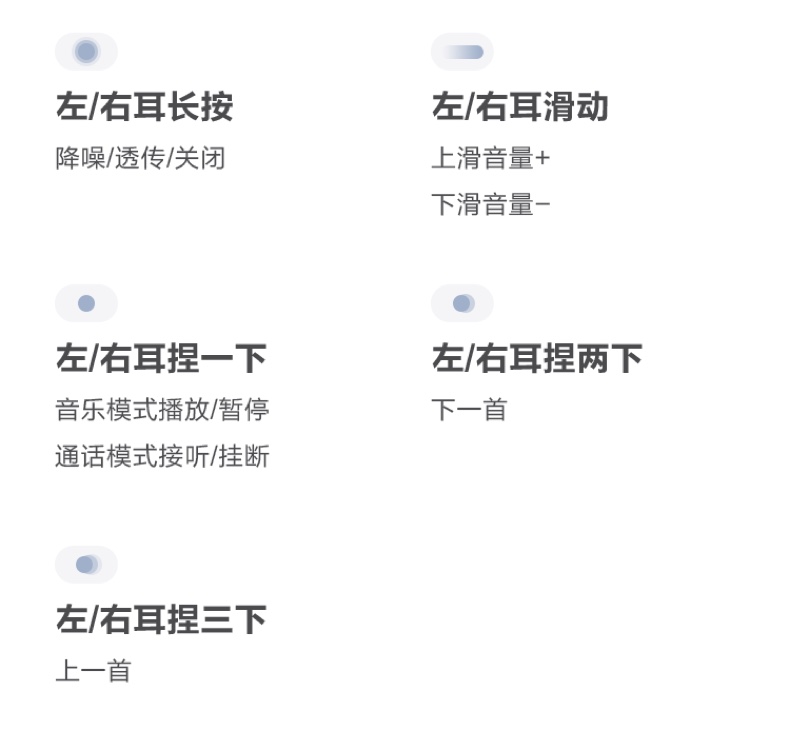 左/右耳长按
降噪/透传/关闭
左/右耳滑动
上滑音量+
下滑音量−
左/右耳捏一下
音乐模式播放/暂停
通话模式接听/挂断
左/右耳捏两下
下一首
左/右耳捏三下
上一首